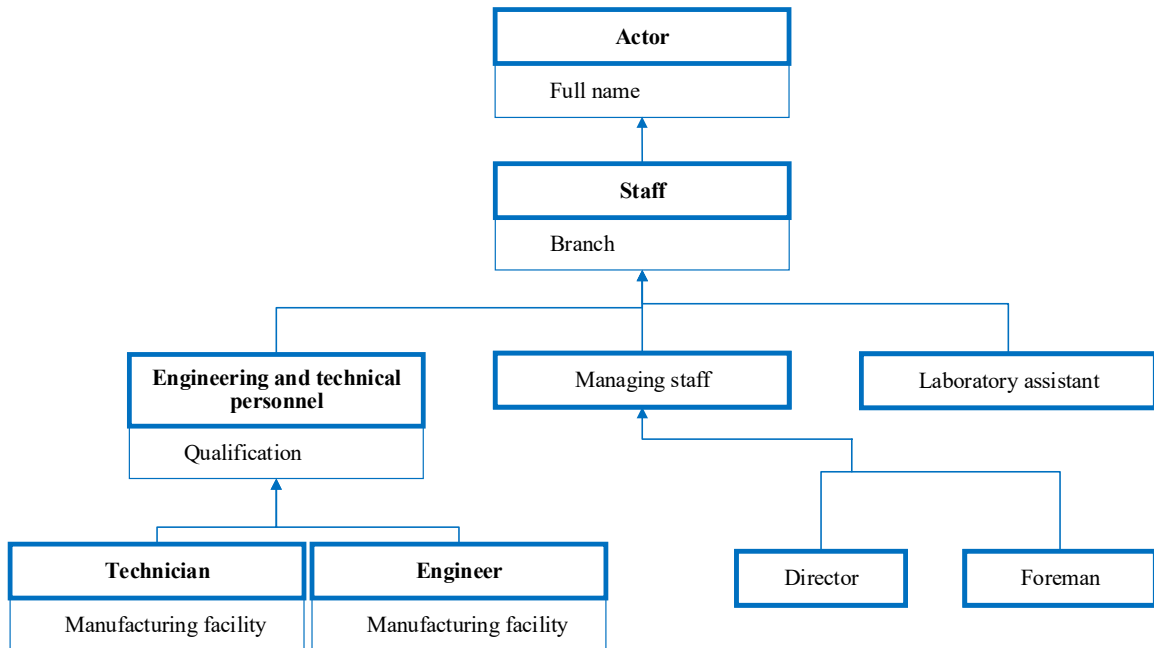 Actor
Full name
Staff
Branch
Engineering and technical
personnel
Qualification
Managing staff
Laboratory assistant
Technician
Manufacturing facility
Engineer
Manufacturing facility
Director
Foreman